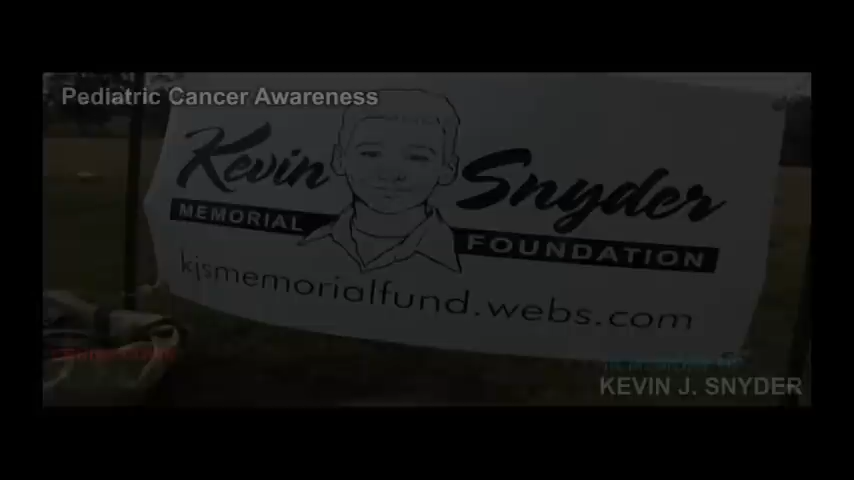 Pediatric Cancer Awareness
Kevin Snyder
MEMORIAL FOUNDATION
kjsmemorialfund.webs.com
KEVIN J. SNYDER